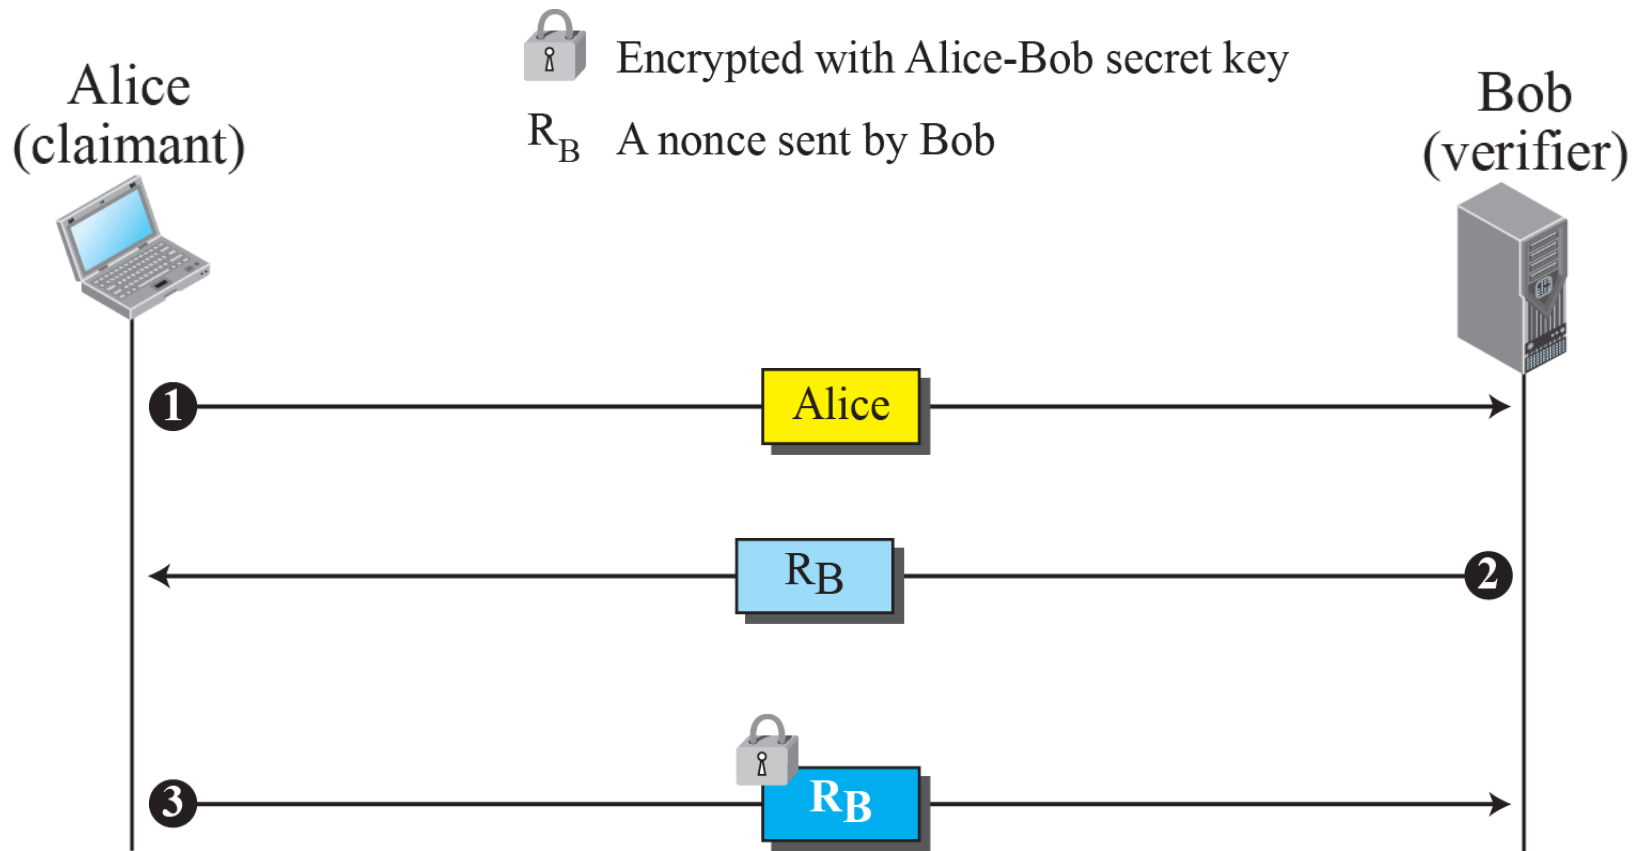 Encrypted with Alice-Bob secret key
Alice
(claimant)
Bob
(verifier)
R_B A nonce sent by Bob
1 Alice
R_B 2
3 R_B